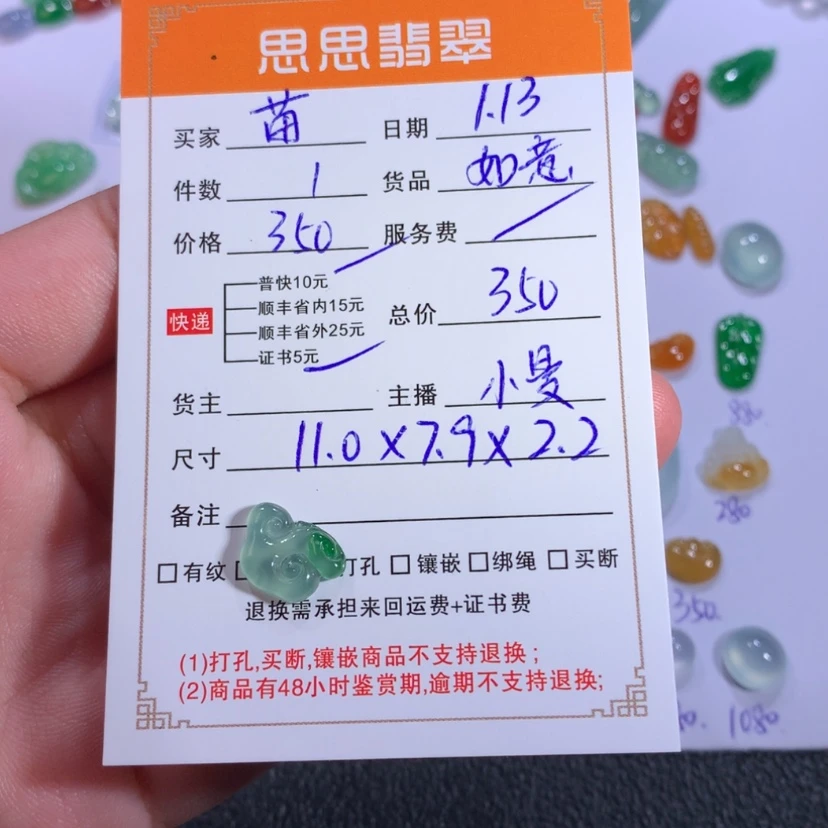 思思翡翠
买家 苗 日期 1.13
件数 1 货品 如意
价格 350 服务费
快递
普快10元
顺丰省内15元
顺丰省外25元
证书5元
总价 350
货主 主播 小曼
尺寸 11.0×7.9×2.2
备注
□有纹 打孔 □镶嵌 □绑绳 □买断
退换需承担来回运费+证书费
(1)打孔,买断,镶嵌商品不支持退换;
(2)商品有48小时鉴赏期,逾期不支持退换;
280
350
1080